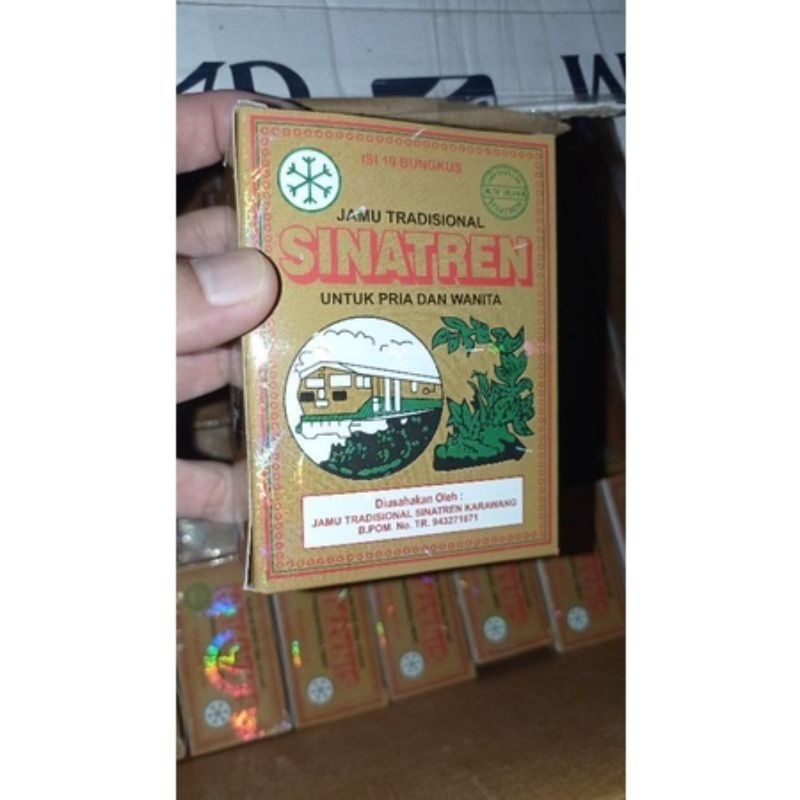 ISI 10 BUNGKUS
JAMU TRADISIONAL
SINATREN
UNTUK PRIA DAN WANITA
Diusahakan Oleh :
JAMU TRADISIONAL SINATREN KARAWANG
B.POM. No. TR. 943271671